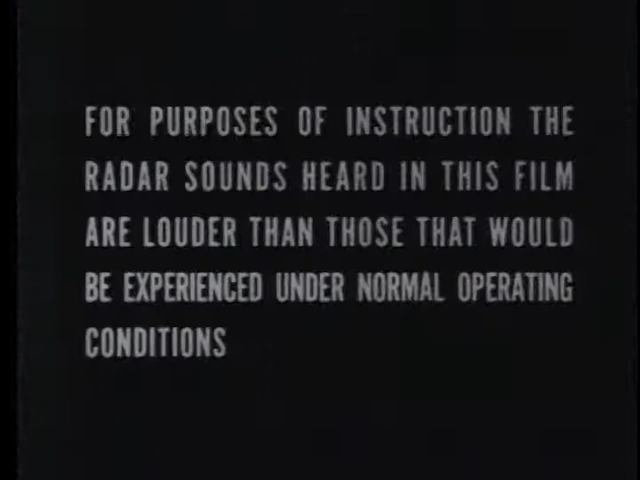 FOR PURPOSES OF INSTRUCTION THE
RADAR SOUNDS HEARD IN THIS FILM
ARE LOUDER THAN THOSE THAT WOULD
BE EXPERIENCED UNDER NORMAL OPERATING
CONDITIONS